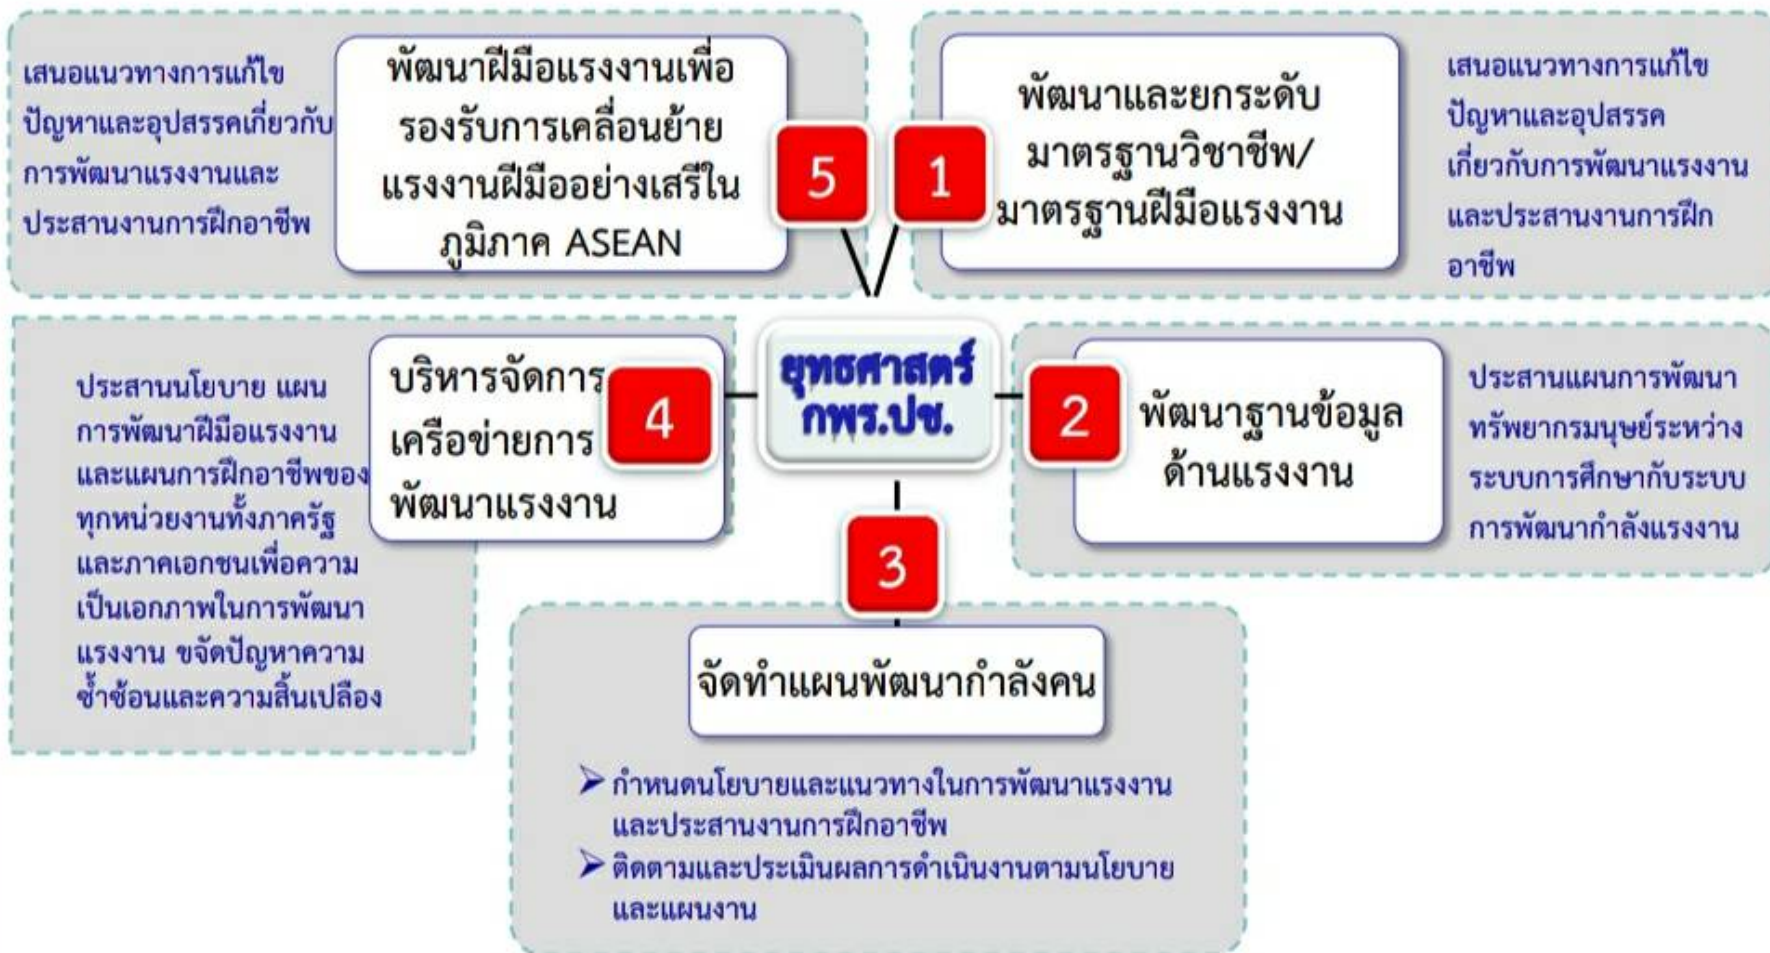 ยุทธศาสตร์
กพร.ปช.
1
พัฒนาและยกระดับ
มาตรฐานวิชาชีพ/
มาตรฐานฝีมือแรงงาน
เสนอแนวทางการแก้ไข
ปัญหาและอุปสรรค
เกี่ยวกับการพัฒนาแรงงาน
และประสานงานการฝึก
อาชีพ
2
พัฒนาฐานข้อมูล
ด้านแรงงาน
ประสานแผนการพัฒนา
ทรัพยากรมนุษย์ระหว่าง
ระบบการศึกษากับระบบ
การพัฒนากำลังแรงงาน
3
จัดทำแผนพัฒนากำลังคน
➢ กำหนดนโยบายและแนวทางในการพัฒนาแรงงาน
และประสานงานการฝึกอาชีพ
➢ ติดตามและประเมินผลการดำเนินงานตามนโยบาย
และแผนงาน
4
บริหารจัดการ
เครือข่ายการ
พัฒนาแรงงาน
ประสานนโยบาย แผน
การพัฒนาฝีมือแรงงาน
และแผนการฝึกอาชีพของ
ทุกหน่วยงานทั้งภาครัฐ
และภาคเอกชนเพื่อความ
เป็นเอกภาพในการพัฒนา
แรงงาน ขจัดปัญหาความ
ซ้ำซ้อนและความสิ้นเปลือง
5
พัฒนาฝีมือแรงงานเพื่อ
รองรับการเคลื่อนย้าย
แรงงานฝีมืออย่างเสรีใน
ภูมิภาค ASEAN
เสนอแนวทางการแก้ไข
ปัญหาและอุปสรรคเกี่ยวกับ
การพัฒนาแรงงานและ
ประสานงานการฝึกอาชีพ